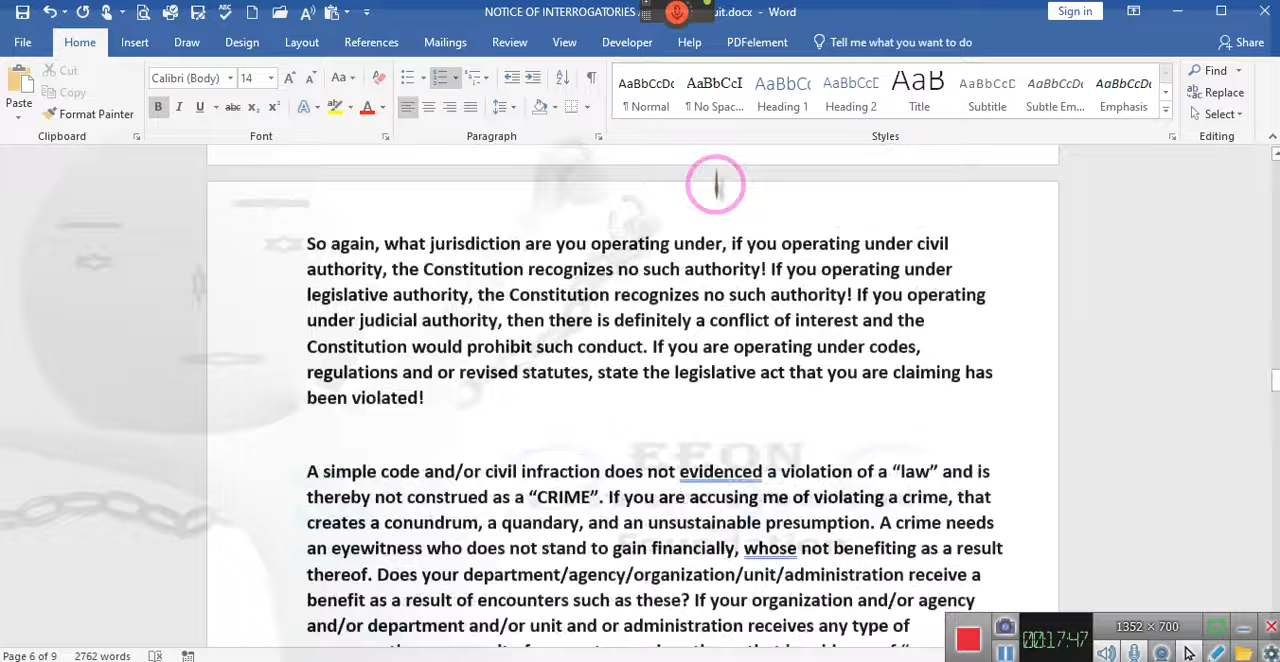 NOTICE OF INTERROGATORIES uit.docx - Word
Sign in
File Home Insert Draw Design Layout References Mailings Review View Developer Help PDFelement Tell me what you want to do Share
Paste
Cut
Copy
Format Painter
Calibri (Body) 14
AaBbCcDc AaBbCcI AaBbCc AaBbCcD AaB AaBbCcD AaBbCcDc AaBbCcDc
¶ Normal ¶ No Spac... Heading 1 Heading 2 Title Subtitle Subtle Em... Emphasis
Find
Replace
Select
Clipboard Font Paragraph Styles Editing
So again, what jurisdiction are you operating under, if you operating under civil
authority, the Constitution recognizes no such authority! If you operating under
legislative authority, the Constitution recognizes no such authority! If you operating
under judicial authority, then there is definitely a conflict of interest and the
Constitution would prohibit such conduct. If you are operating under codes,
regulations and or revised statutes, state the legislative act that you are claiming has
been violated!
A simple code and/or civil infraction does not evidenced a violation of a “law” and is
thereby not construed as a “CRIME”. If you are accusing me of violating a crime, that
creates a conundrum, a quandary, and an unsustainable presumption. A crime needs
an eyewitness who does not stand to gain financially, whose not benefiting as a result
thereof. Does your department/agency/organization/unit/administration receive a
benefit as a result of encounters such as these? If your organization and/or agency
and/or department and/or unit and or administration receives any type of
1352 × 700
00:17:47
Page 6 of 9 2762 words